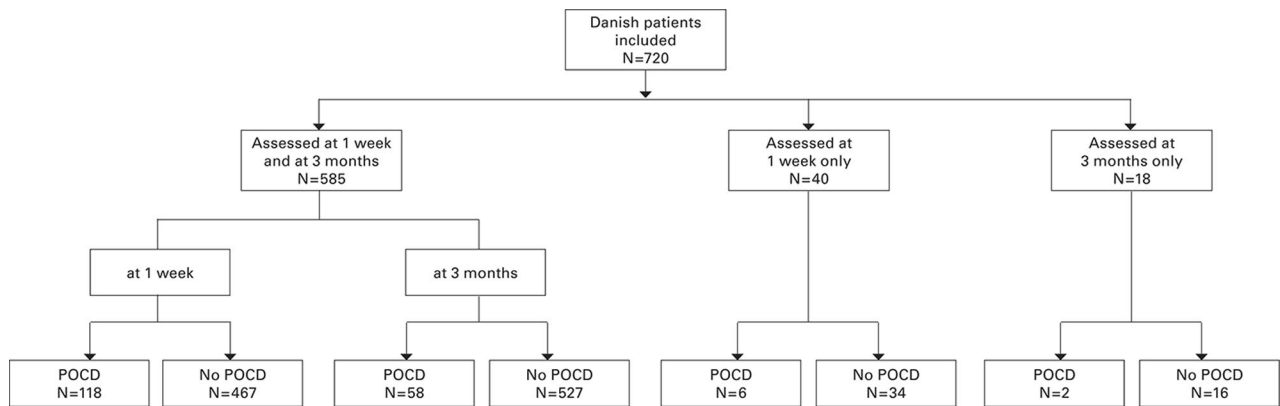 Danish patients
included
N=720
Assessed at 1 week
and at 3 months
N=585
Assessed at
1 week only
N=40
Assessed at
3 months only
N=18
at 1 week
at 3 months
POCD
N=118
No POCD
N=467
POCD
N=58
No POCD
N=527
POCD
N=6
No POCD
N=34
POCD
N=2
No POCD
N=16